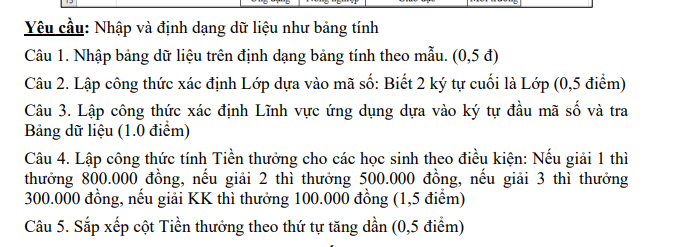 Yêu cầu: Nhập và định dạng dữ liệu như bảng tính
Câu 1. Nhập bảng dữ liệu trên định dạng bảng tính theo mẫu. (0,5 đ)
Câu 2. Lập công thức xác định Lớp dựa vào mã số: Biết 2 ký tự cuối là Lớp (0,5 điểm)
Câu 3. Lập công thức xác định Lĩnh vực ứng dụng dựa vào ký tự đầu mã số và tra
Bảng dữ liệu (1.0 điểm)
Câu 4. Lập công thức tính Tiền thưởng cho các học sinh theo điều kiện: Nếu giải 1 thì
thưởng 800.000 đồng, nếu giải 2 thì thưởng 500.000 đồng, nếu giải 3 thì thưởng
300.000 đồng, nếu giải KK thì thưởng 100.000 đồng (1,5 điểm)
Câu 5. Sắp xếp cột Tiền thưởng theo thứ tự tăng dần (0,5 điểm)